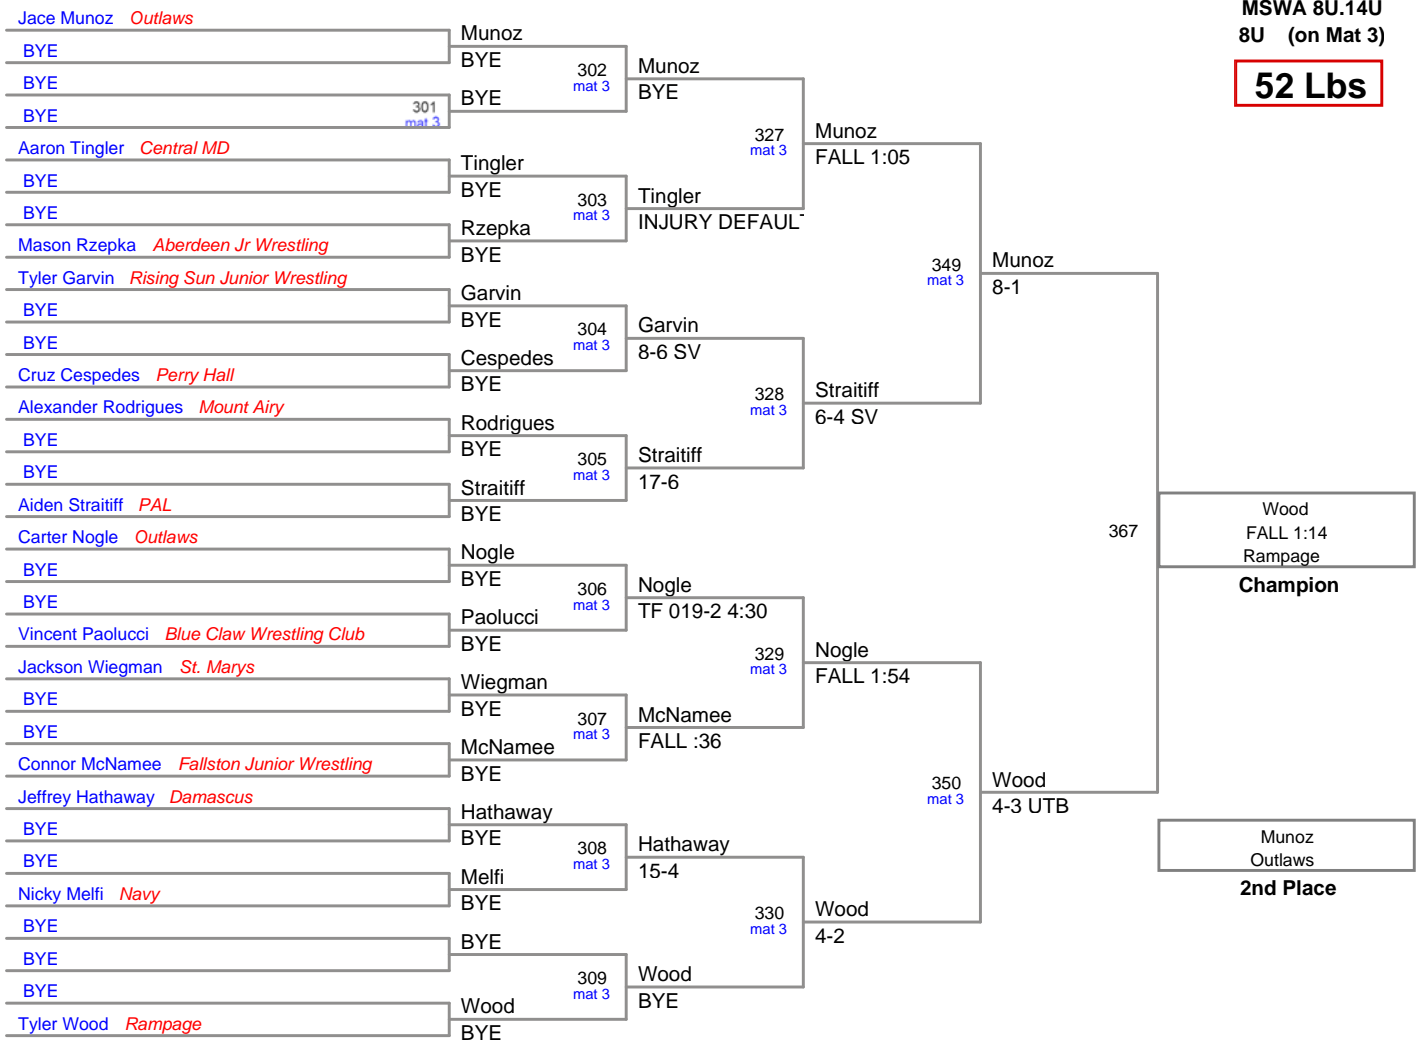 MSWA 8U.14U
8U (on Mat 3)
52 Lbs
Jace Munoz Outlaws
BYE
BYE
BYE
Aaron Tingler Central MD
BYE
BYE
Mason Rzepka Aberdeen Jr Wrestling
Tyler Garvin Rising Sun Junior Wrestling
BYE
BYE
Cruz Cespedes Perry Hall
Alexander Rodrigues Mount Airy
BYE
BYE
Aiden Straitiff PAL
Carter Nogle Outlaws
BYE
BYE
Vincent Paolucci Blue Claw Wrestling Club
Jackson Wiegman St. Marys
BYE
BYE
Connor McNamee Fallston Junior Wrestling
Jeffrey Hathaway Damascus
BYE
BYE
Nicky Melfi Navy
BYE
BYE
BYE
Tyler Wood Rampage
301
mat 3
Munoz
BYE
BYE
Tingler
BYE
Rzepka
BYE
Garvin
BYE
Cespedes
BYE
Rodrigues
BYE
Straitiff
BYE
Nogle
BYE
Paolucci
BYE
Wiegman
BYE
McNamee
BYE
Hathaway
BYE
Melfi
BYE
BYE
Wood
BYE
302
mat 3
303
mat 3
304
mat 3
305
mat 3
306
mat 3
307
mat 3
308
mat 3
309
mat 3
Munoz
BYE
Tingler
INJURY DEFAULT
Garvin
8-6 SV
Straitiff
17-6
Nogle
TF 019-2 4:30
McNamee
FALL :36
Hathaway
15-4
Wood
BYE
327
mat 3
328
mat 3
329
mat 3
330
mat 3
Munoz
FALL 1:05
Straitiff
6-4 SV
Nogle
FALL 1:54
Wood
4-2
349
mat 3
350
mat 3
Munoz
8-1
Wood
4-3 UTB
367
Wood
FALL 1:14
Rampage
Champion
Munoz
Outlaws
2nd Place